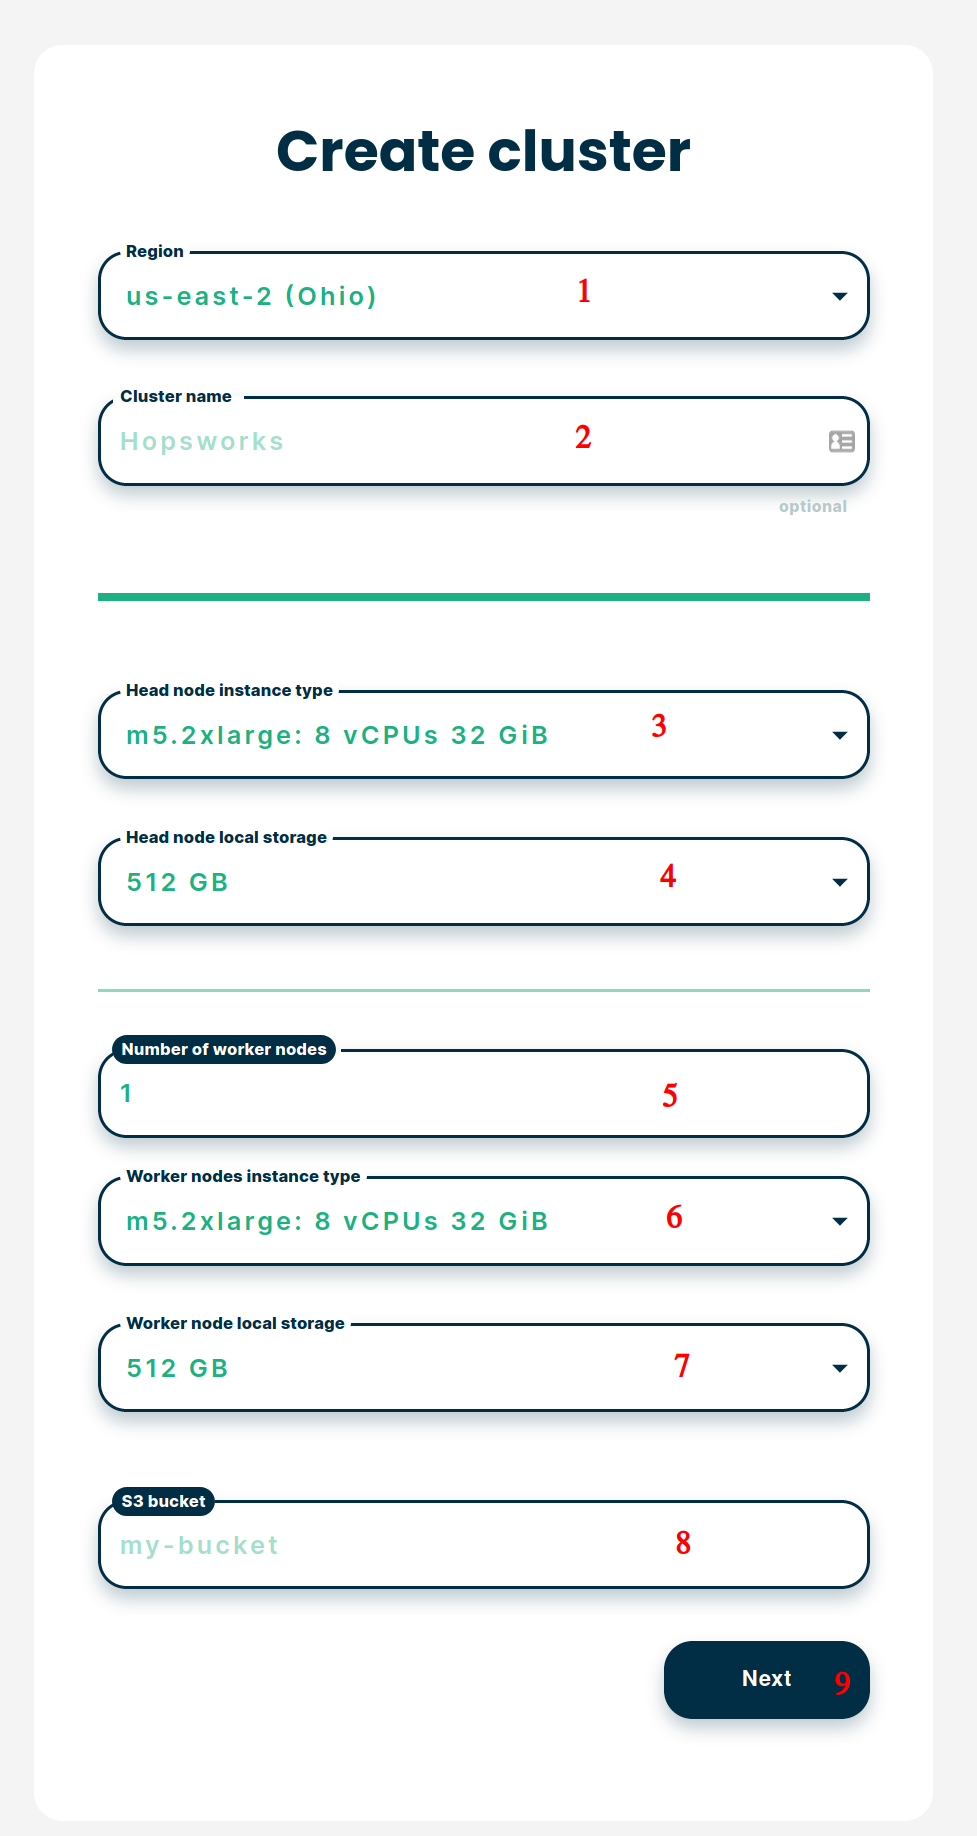 Create cluster
Region
us-east-2 (Ohio) 1
Cluster name
Hopsworks 2
optional
Head node instance type
m5.2xlarge: 8 vCPUs 32 GiB 3
Head node local storage
512 GB 4
Number of worker nodes
1 5
Worker nodes instance type
m5.2xlarge: 8 vCPUs 32 GiB 6
Worker node local storage
512 GB 7
S3 bucket
my-bucket 8
Next 9